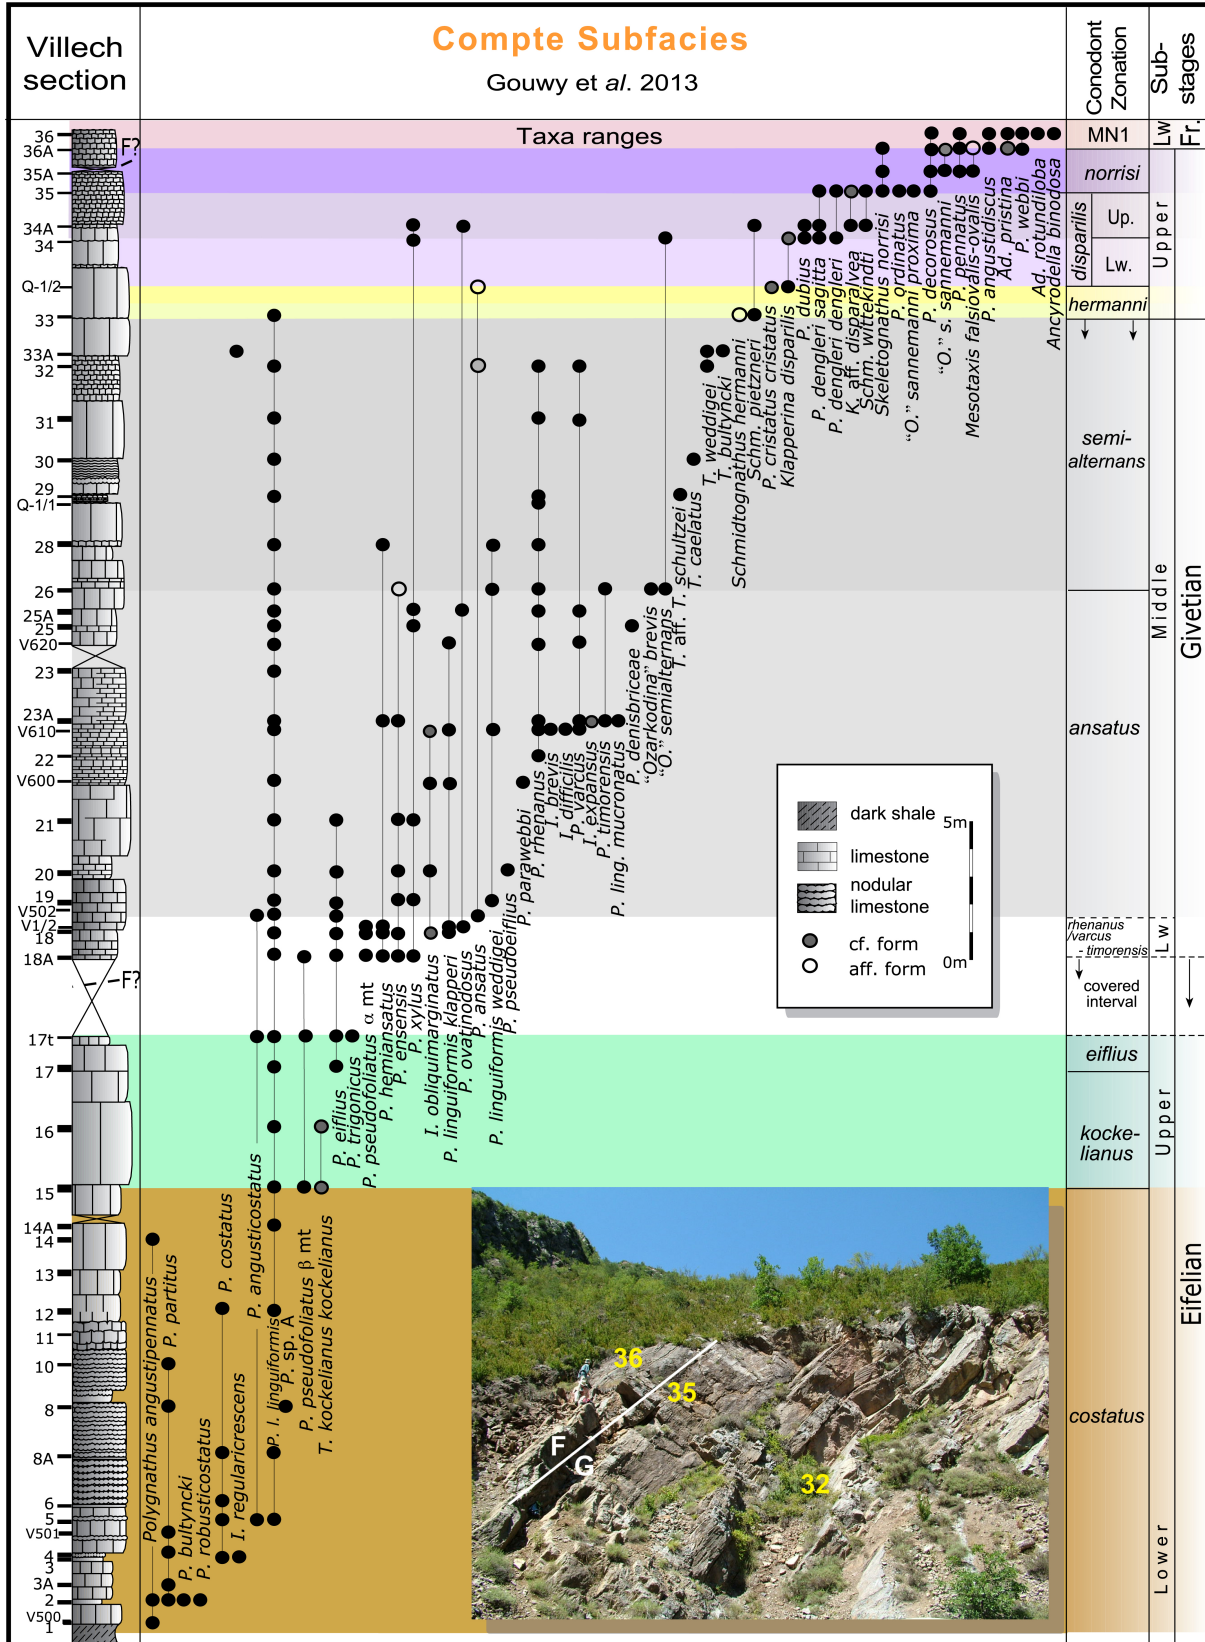 Villech
section
Compte Subfacies
Gouwy et al. 2013
Conodont
Zonation
Sub-
stages
Taxa ranges
MN1
Lw
Fr.
36
36A
F?
35A
35
34A
34
Q-1/2
33
33A
32
31
30
29
Q-1/1
28
26
25A
25
V620
23
23A
V610
22
V600
21
20
19
V502
V1/2
18
18A
F?
17t
17
16
15
14A
14
13
12
11
10
8
8A
6
5
V501
4
3
3A
2
V500
1
norrisi
disparilis
Up.
Lw.
Upper
hermanni
semi-
alternans
Middle
Givetian
ansatus
rhenanus
/varcus
- timorensis
Lw
covered
interval
eiflius
kocke-
lianus
Upper
Eifelian
costatus
Lower
Polygnathus angustipennatus
P. partitus
P. bultyncki
P. robusticostatus
P. costatus
I. regularicrescens
P. angusticostatus
P. l. linguiformis
P. sp. A
P. pseudofoliatus β mt
T. kockelianus kockelianus
P. eiflius
P. trigonicus
P. pseudofoliatus α mt
P. hemiansatus
P. ensensis
P. xylus
I. obliquimarginatus
P. linguiformis klapperi
P. ovatinodosus
P. ansatus
P. linguiformis weddigei
P. pseudoeiflius
P. parawebbi
P. rhenanus
I. brevis
I. difficilis
P. varcus
I. expansus
P. timorensis
P. ling. mucronatus
P. denisbriceae
"Ozarkodina" brevis
"O." semialternans
T. aff. T. schultzei
T. caelatus
T. weddigei
T. bultyncki
Schmidtognathus hermanni
Schm. pietzneri
P. cristatus cristatus
Klapperina disparilis
P. dubius
P. dengleri sagitta
P. dengleri dengleri
K. aff. disparalvea
Schm. wittekindti
Skeletognathus norrisi
P. ordinatus
"O." sannemanni proxima
P. decorosus
"O." s. sannemanni
P. pennatus
Mesotaxis falsiovalis-ovalis
P. angustidiscus
Ad. pristina
P. webbi
Ad. rotundiloba
Ancyrodella binodosa
dark shale
limestone
nodular
limestone
cf. form
aff. form
5m
0m
36
35
F
G
32